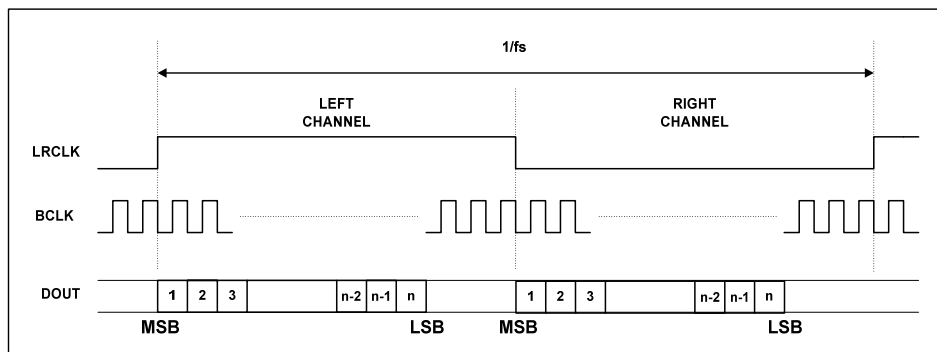 1/fs
LEFT
CHANNEL
RIGHT
CHANNEL
LRCLK
BCLK
DOUT
1 2 3 n-2 n-1 n 1 2 3 n-2 n-1 n
MSB LSB MSB LSB